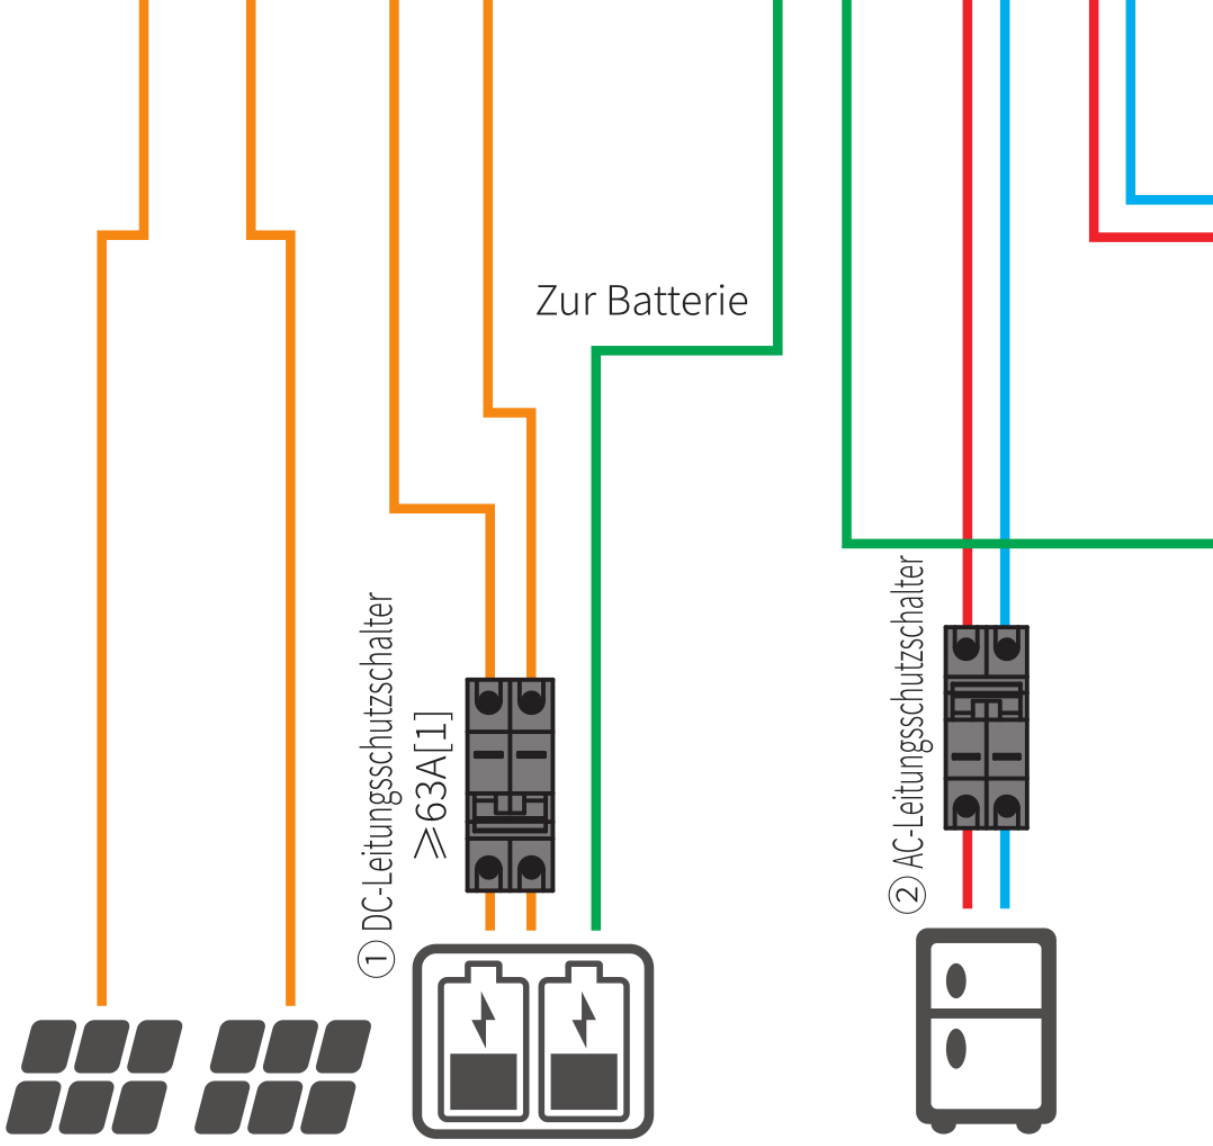 Zur Batterie
① DC-Leitungsschutzschalter
⩾63A[1]
② AC-Leitungsschutzschalter